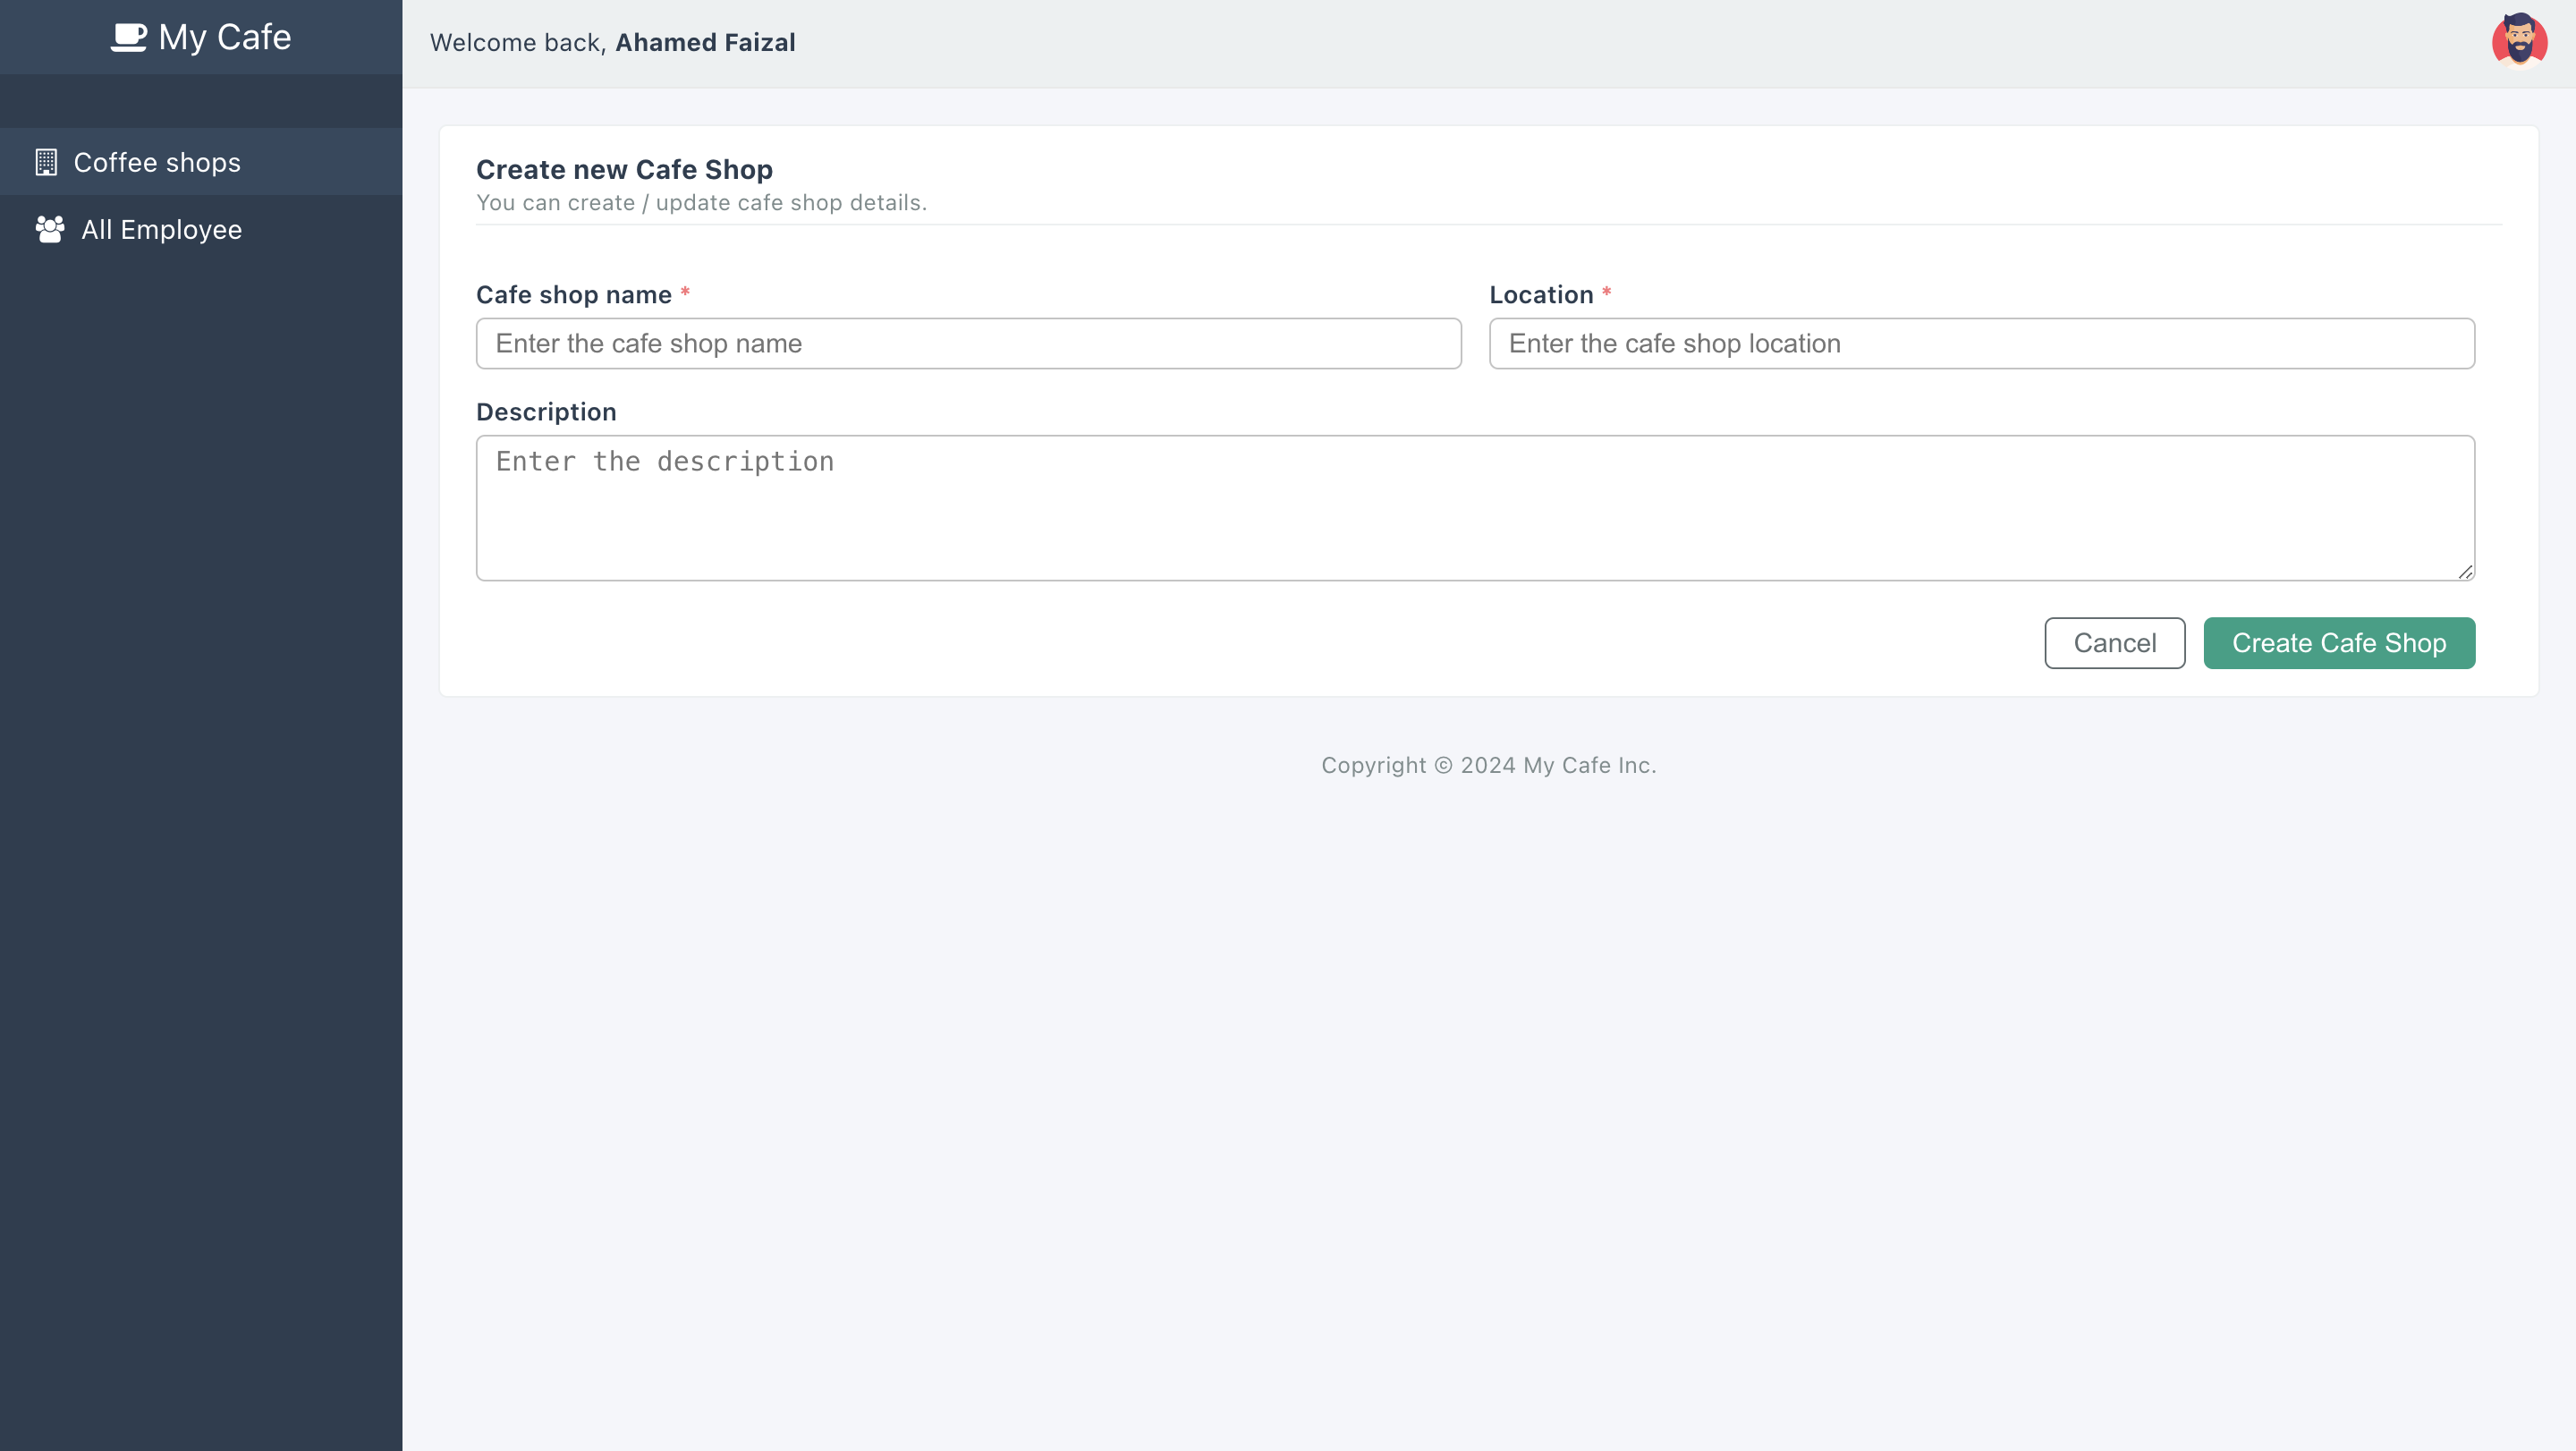 My Cafe
Welcome back, Ahamed Faizal
Coffee shops
All Employee
Create new Cafe Shop
You can create / update cafe shop details.
Cafe shop name *
Location *
Enter the cafe shop name
Enter the cafe shop location
Description
Enter the description
Cancel
Create Cafe Shop
Copyright © 2024 My Cafe Inc.